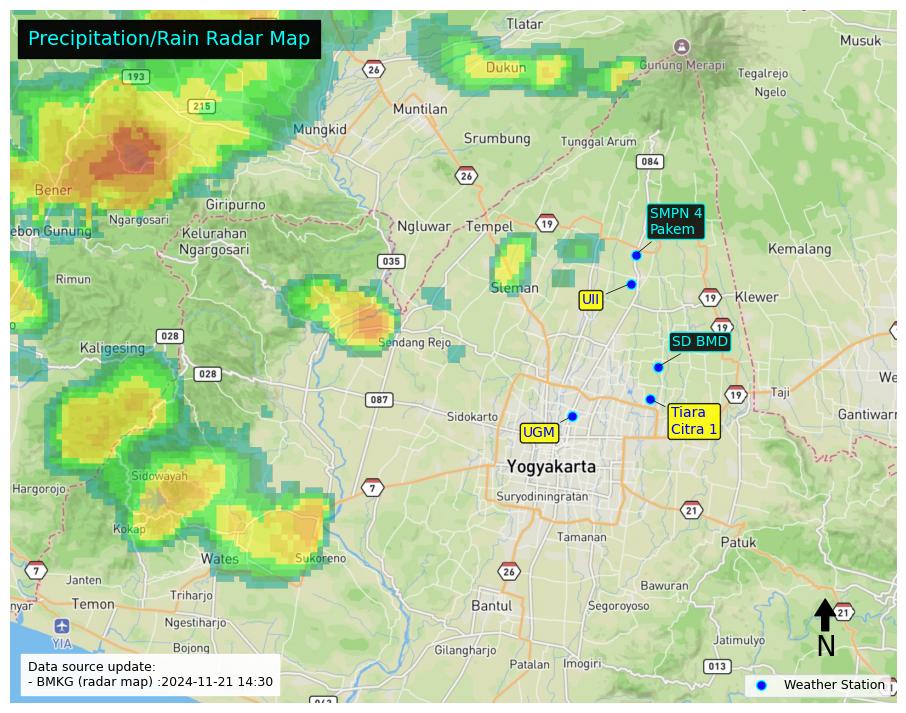 Precipitation/Rain Radar Map
Tlatar
Musuk
193
26
Dukun
Gunung Merapi
Tegalrejo
Ngelo
215
Muntilan
Mungkid
Srumbung
Tunggal Arum
084
26
Bener
Giripurno
Ngargosari
SMPN 4
Pakem
ebon Gunung
Kelurahan
Ngargosari
Ngluwar
Tempel
19
Kemalang
035
Rimun
Sleman
UII
19
Klewer
19
028
Kaligesing
Sendang Rejo
SD BMD
028
We
087
19
Taji
Sidokarto
Tiara
Citra 1
Gantiwarn
UGM
Yogyakarta
Sidowayah
Hargorojo
7
Suryodiningratan
21
Kokap
Wates
Sukoreno
Tamanan
Patuk
7
Janten
26
Bawuran
nyar
Temon
Triharjo
Bantul
Segoroyoso
21
Ngestiharjo
YIA
N
Bojong
Gilangharjo
Jatimulyo
Patalan
Imogiri
013
Data source update:
- BMKG (radar map) :2024-11-21 14:30
Weather Station